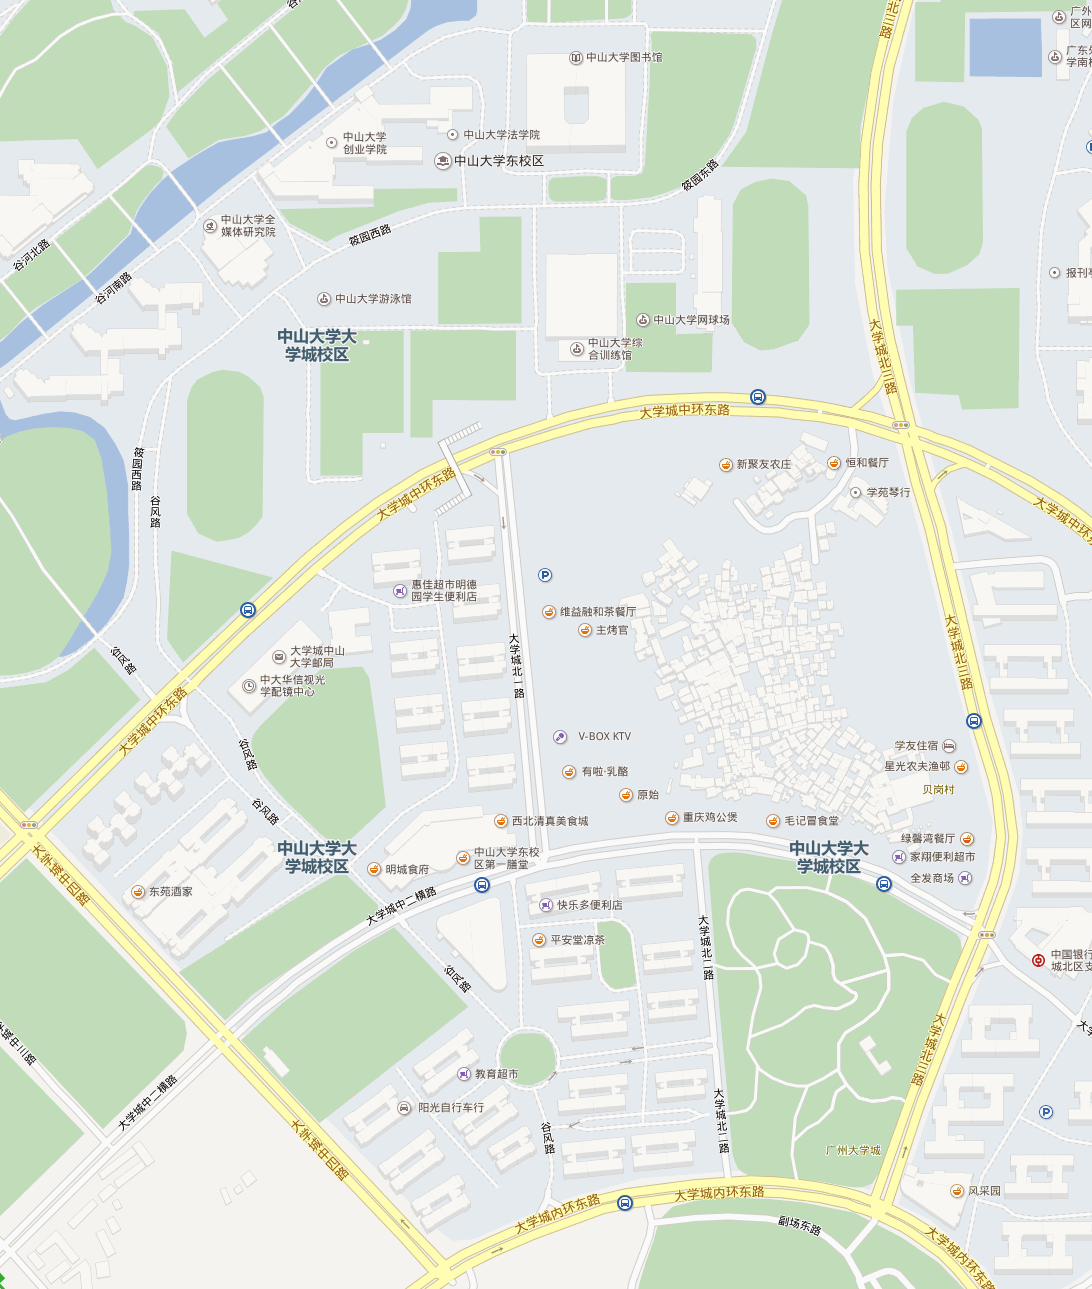 大学城北三路
广外
区网
中山大学图书馆
广东外
学南校
中山大学
创业学院
中山大学法学院
中山大学东校区
筱园东路
中山大学全
媒体研究院
筱园西路
谷河北路
谷河南路
报刊亭
中山大学游泳馆
中山大学网球场
中山大学大
学城校区
中山大学综
合训练馆
大学城北三路
大学城中环东路
新聚友农庄
恒和餐厅
筱园西路
大学城中环东路
学苑琴行
谷风路
大学城中环东路
P
惠佳超市明德
园学生便利店
维益融和茶餐厅
主烤官
大学城北三路
大学城北一路
谷风路
大学城中山
大学邮局
中大华信视光
学配镜中心
大学城中环东路
V-BOX KTV
谷风路
学友住宿
星光农夫渔邨
有啦·乳酪
贝岗村
原始
谷风路
西北清真美食城
重庆鸡公煲
毛记冒食堂
绿馨湾餐厅
中山大学大
学城校区
中山大学东校
区第一膳堂
中山大学大
学城校区
家翔便利超市
明城食府
大学城中四路
东苑酒家
全发商场
大学城中二横路
快乐多便利店
平安堂凉茶
大学城北二路
中国银行
城北区支
谷风路
大学城北三路
大学城中三路
教育超市
大学城中二横路
阳光自行车行
P
大学城北二路
谷风路
大学城中四路
广州大学城
风采园
大学城内环东路
大学城内环东路
副场东路
大学城内环东路